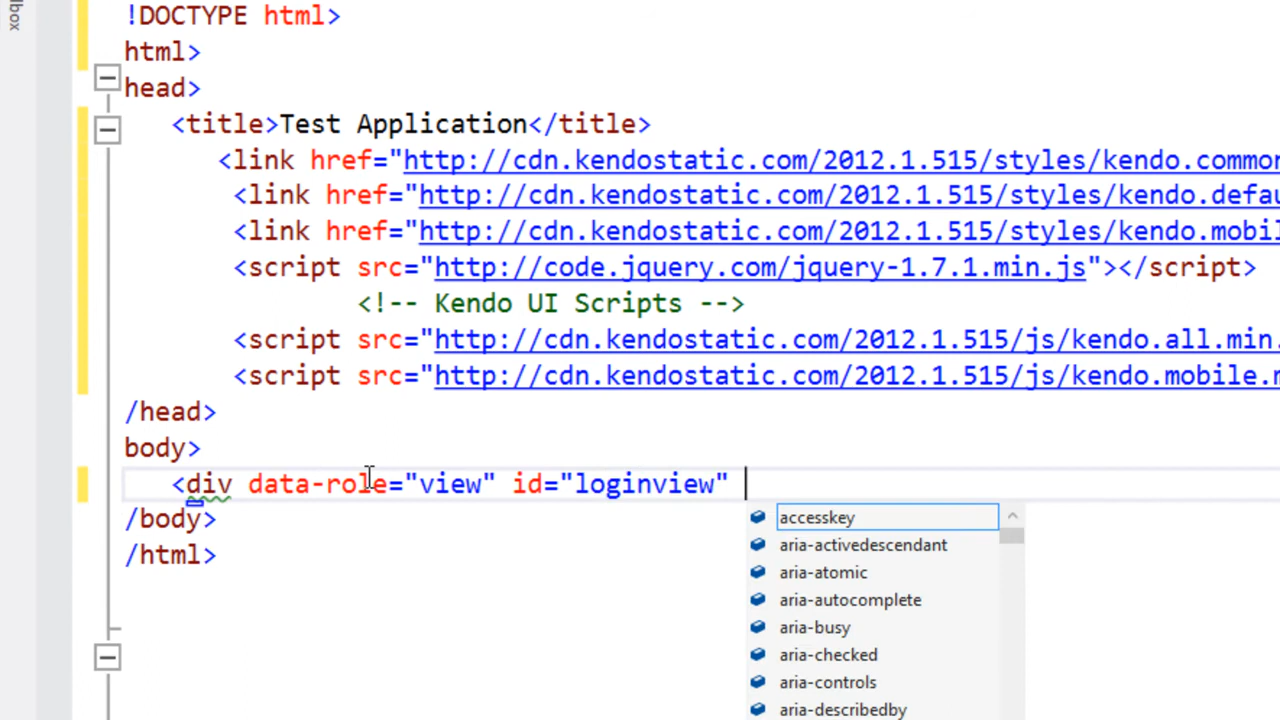 lbox
!DOCTYPE html>
html>
head>
<title>Test Application</title>
<link href="http://cdn.kendostatic.com/2012.1.515/styles/kendo.common
<link href="http://cdn.kendostatic.com/2012.1.515/styles/kendo.defau
<link href="http://cdn.kendostatic.com/2012.1.515/styles/kendo.mobil
<script src="http://code.jquery.com/jquery-1.7.1.min.js"></script>
<!-- Kendo UI Scripts -->
<script src="http://cdn.kendostatic.com/2012.1.515/js/kendo.all.min.
<script src="http://cdn.kendostatic.com/2012.1.515/js/kendo.mobile.m
/head>
body>
<div data-role="view" id="loginview"
/body>
/html>
accesskey
aria-activedescendant
aria-atomic
aria-autocomplete
aria-busy
aria-checked
aria-controls
aria-describedby